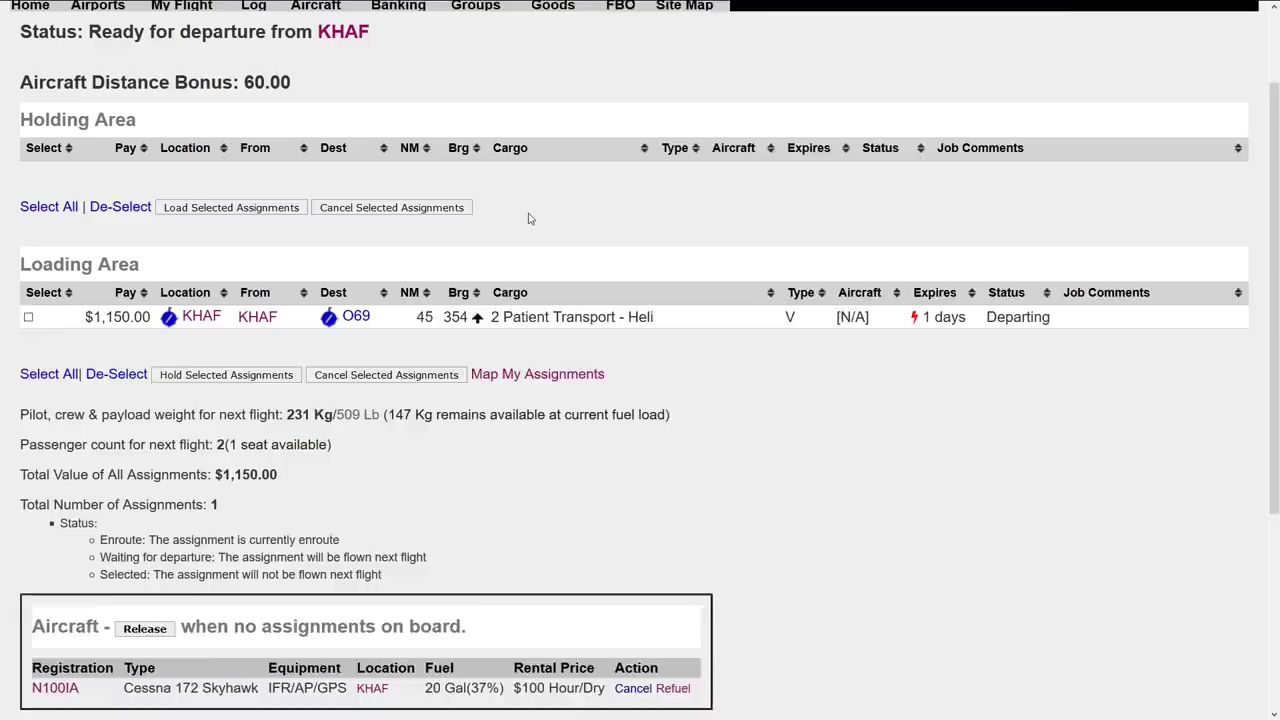 Home Airports My Flight Log Aircraft Banking Groups Goods FBO Site Map
Status: Ready for departure from KHAF
Aircraft Distance Bonus: 60.00
Holding Area
Select Pay Location From Dest NM Brg Cargo Type Aircraft Expires Status Job Comments
Select All | De-Select Load Selected Assignments Cancel Selected Assignments
Loading Area
Select Pay Location From Dest NM Brg Cargo Type Aircraft Expires Status Job Comments
$1,150.00 KHAF KHAF O69 45 354 2 Patient Transport - Heli V [N/A] 1 days Departing
Select All| De-Select Hold Selected Assignments Cancel Selected Assignments Map My Assignments
Pilot, crew & payload weight for next flight: 231 Kg/509 Lb (147 Kg remains available at current fuel load)
Passenger count for next flight: 2(1 seat available)
Total Value of All Assignments: $1,150.00
Total Number of Assignments: 1
Status:
Enroute: The assignment is currently enroute
Waiting for departure: The assignment will be flown next flight
Selected: The assignment will not be flown next flight
Aircraft - Release when no assignments on board.
Registration Type Equipment Location Fuel Rental Price Action
N100IA Cessna 172 Skyhawk IFR/AP/GPS KHAF 20 Gal(37%) $100 Hour/Dry Cancel Refuel